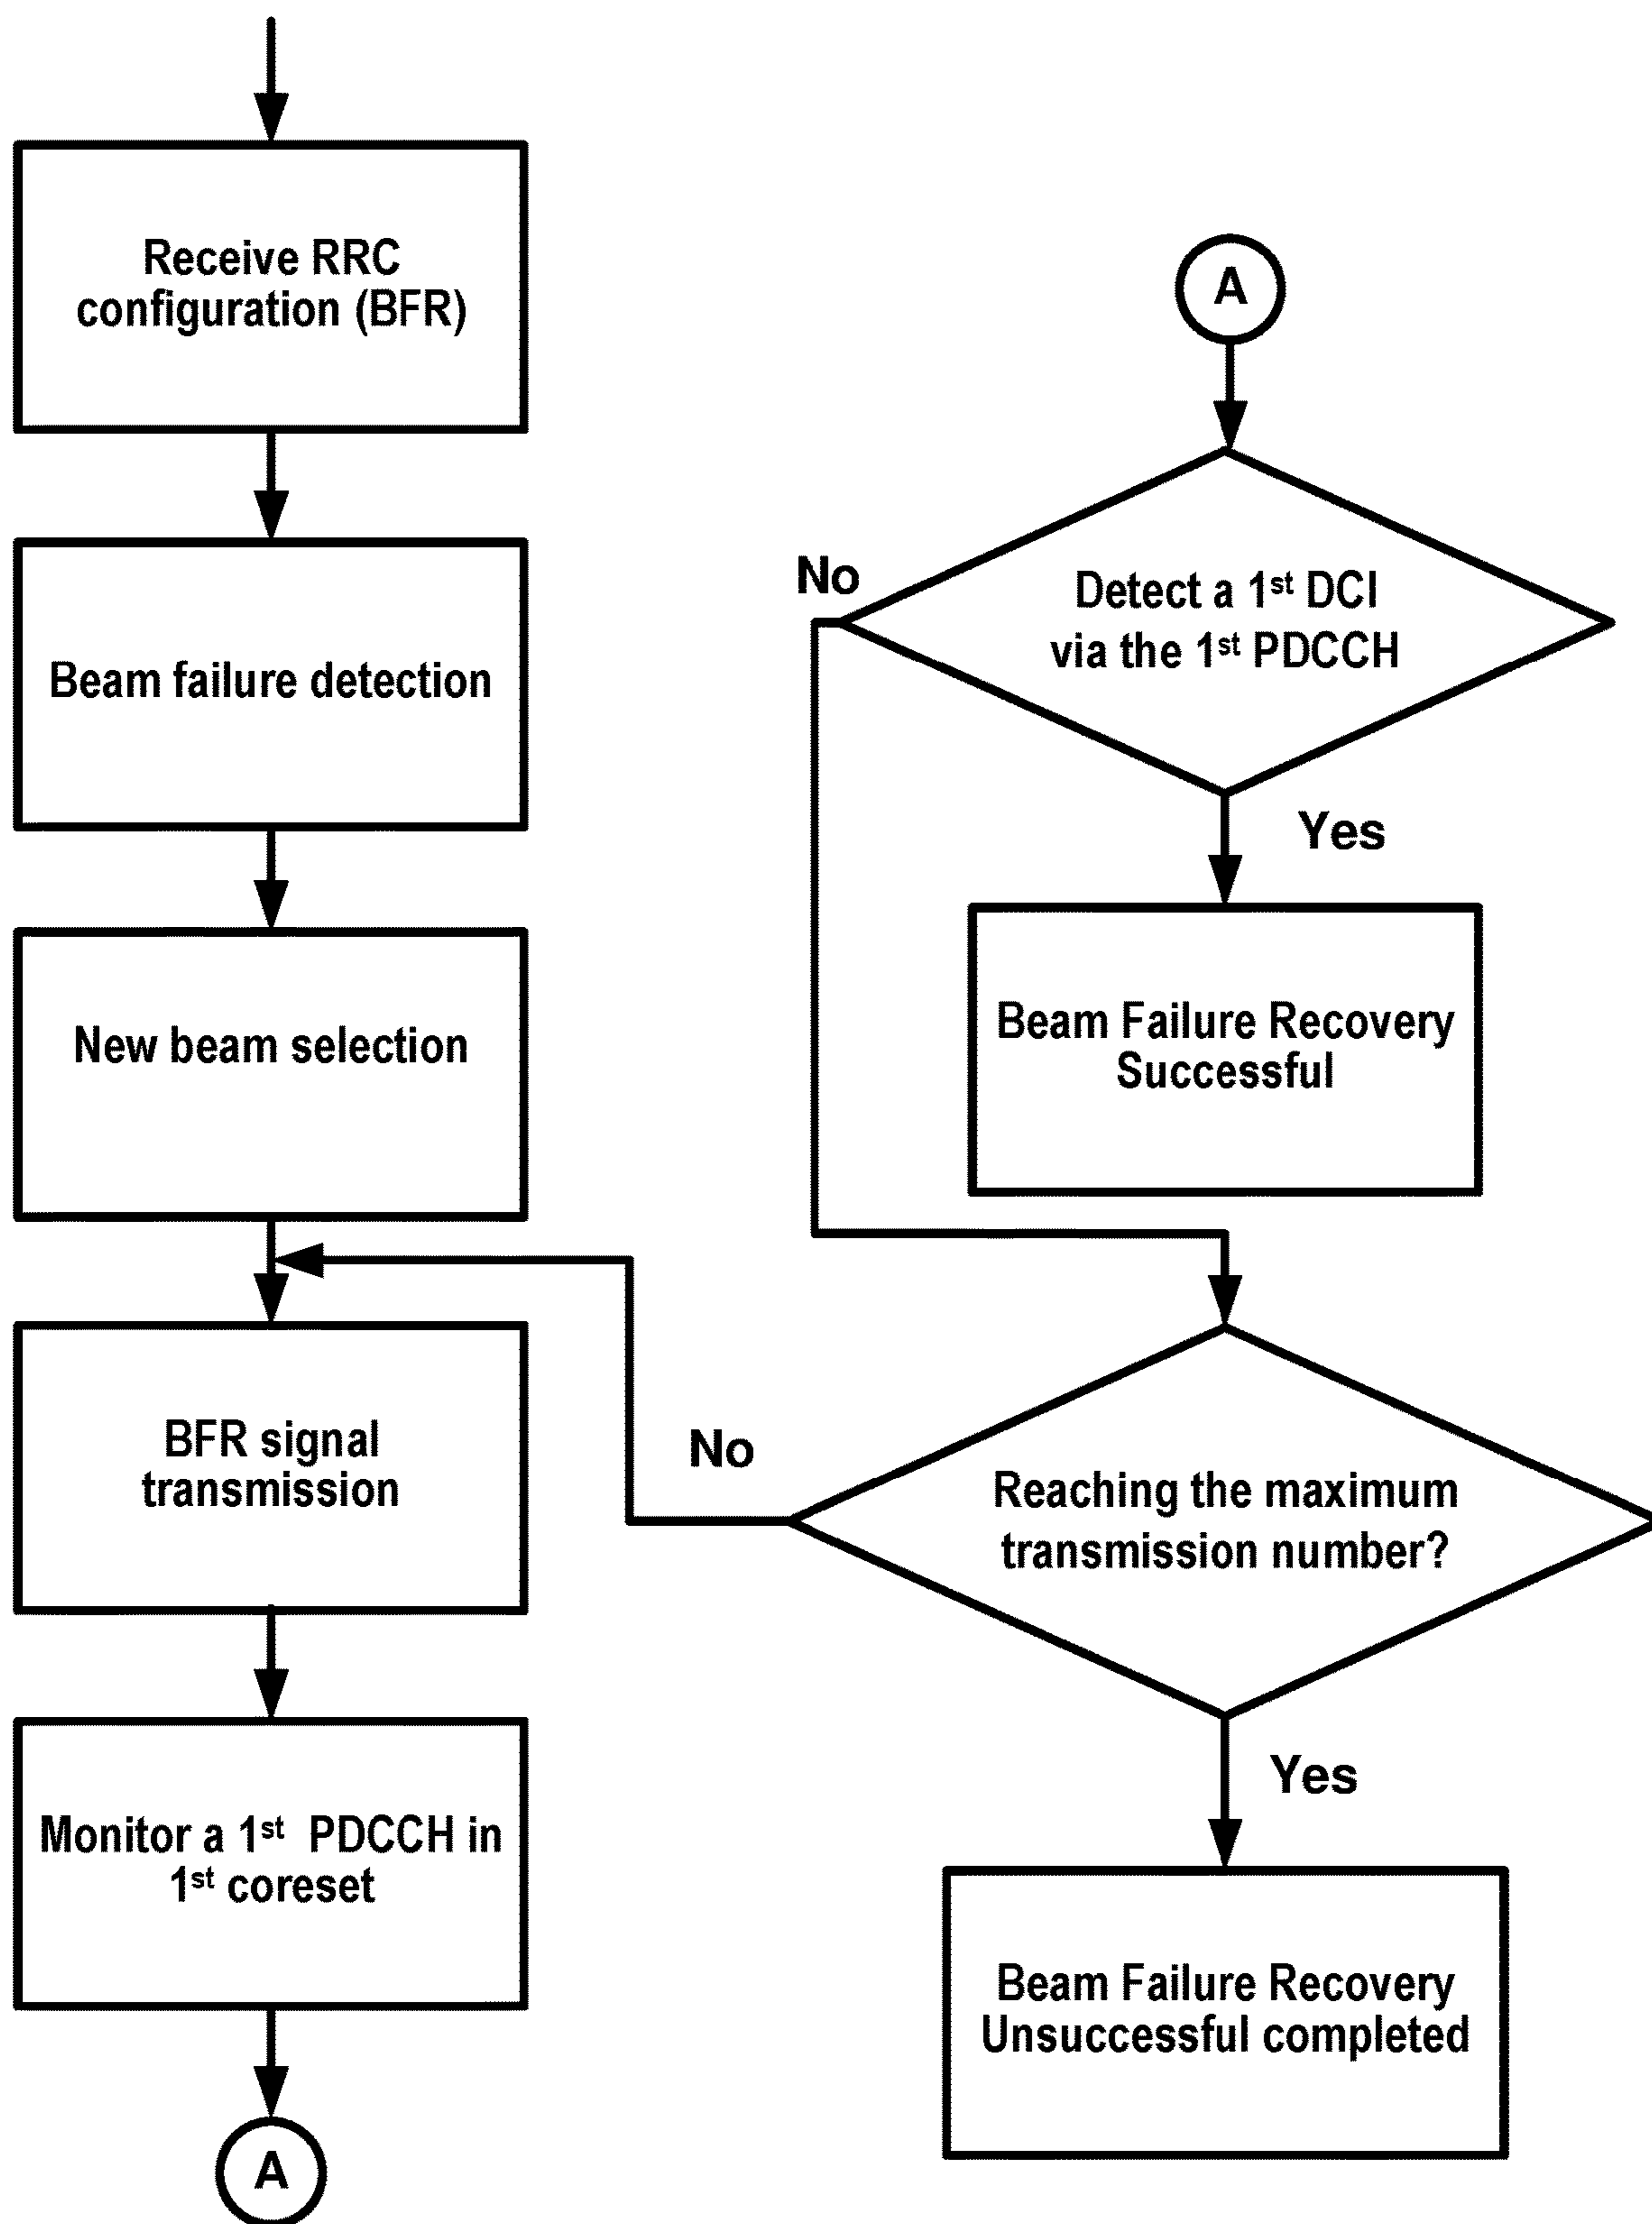 Receive RRC
configuration (BFR)
Beam failure detection
New beam selection
BFR signal
transmission
Monitor a 1st PDCCH in
1st coreset
A
A
Detect a 1st DCI
via the 1st PDCCH
No
Yes
Beam Failure Recovery
Successful
Reaching the maximum
transmission number?
No
Yes
Beam Failure Recovery
Unsuccessful completed